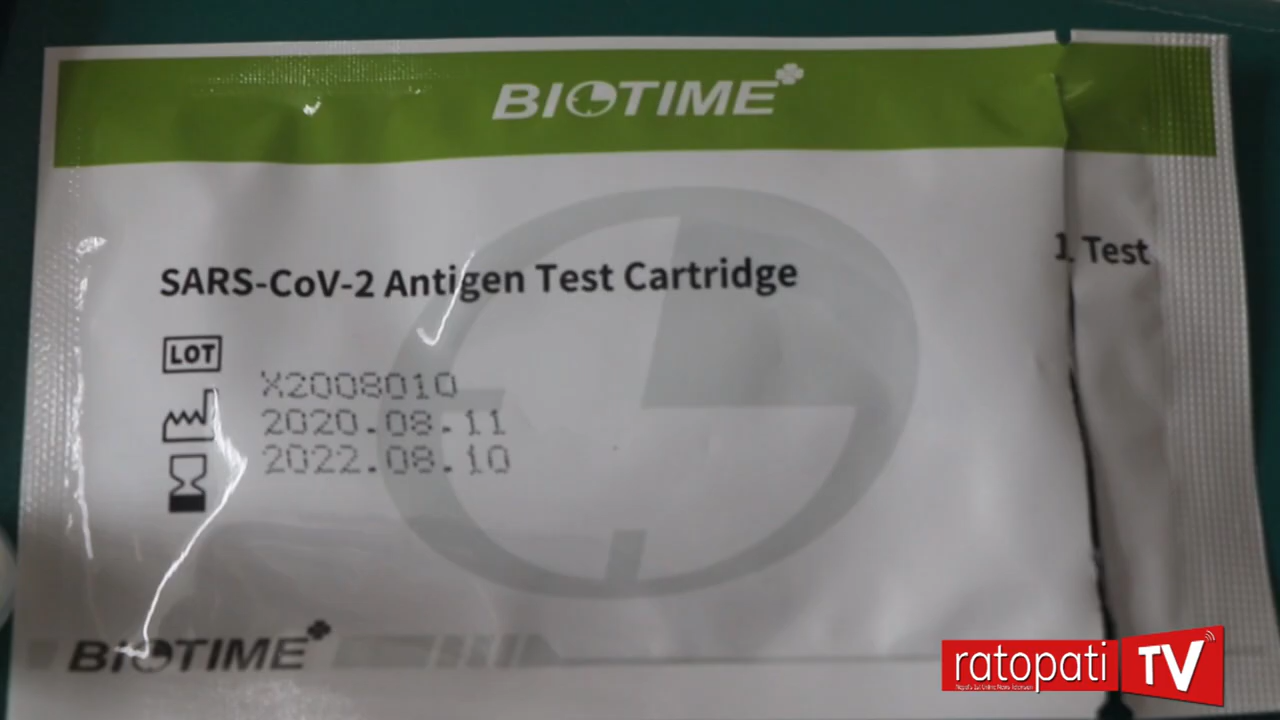 BIOTIME
1 Test
SARS-CoV-2 Antigen Test Cartridge
LOT
X2008010
2020.08.11
2022.08.10
BIOTIME
ratopati TV